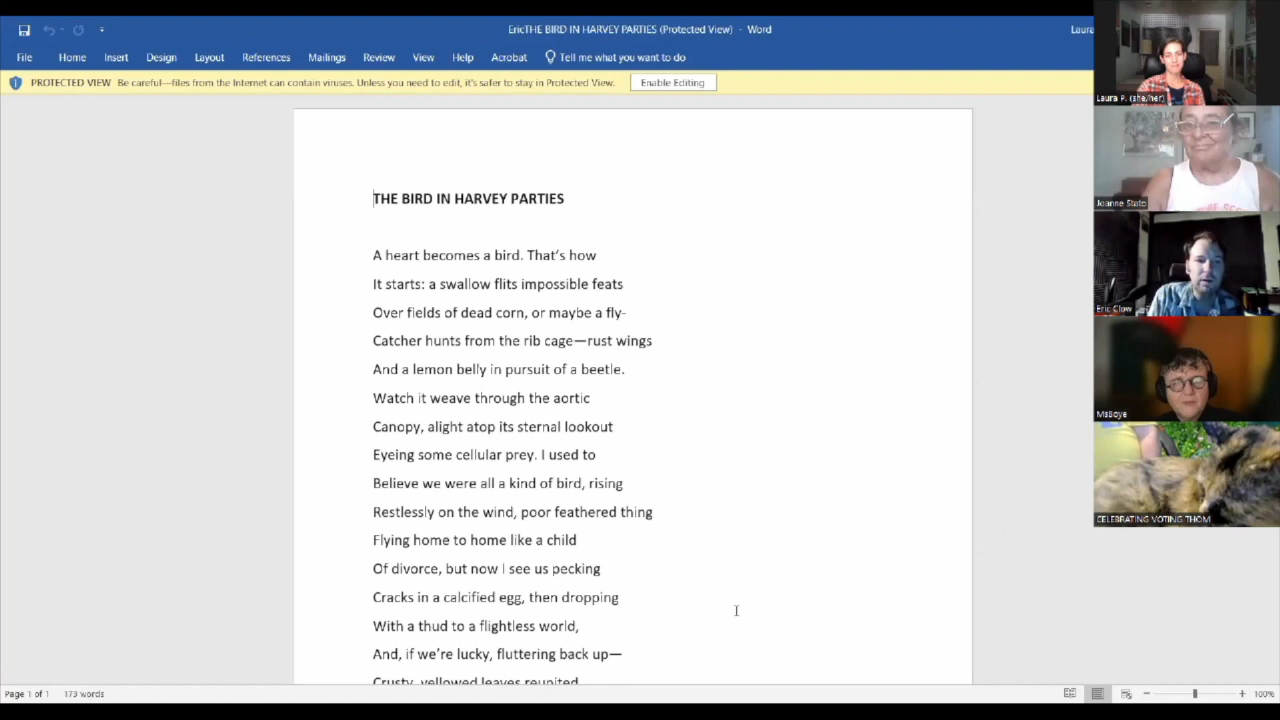 EricTHE BIRD IN HARVEY PARTIES (Protected View) - Word
Laura
File Home Insert Design Layout References Mailings Review View Help Acrobat Tell me what you want to do
PROTECTED VIEW Be careful—files from the Internet can contain viruses. Unless you need to edit, it's safer to stay in Protected View. Enable Editing
THE BIRD IN HARVEY PARTIES
A heart becomes a bird. That's how
It starts: a swallow flits impossible feats
Over fields of dead corn, or maybe a fly-
Catcher hunts from the rib cage—rust wings
And a lemon belly in pursuit of a beetle.
Watch it weave through the aortic
Canopy, alight atop its sternal lookout
Eyeing some cellular prey. I used to
Believe we were all a kind of bird, rising
Restlessly on the wind, poor feathered thing
Flying home to home like a child
Of divorce, but now I see us pecking
Cracks in a calcified egg, then dropping
With a thud to a flightless world,
And, if we're lucky, fluttering back up—
Crusty, yellowed leaves reunited
Page 1 of 1 173 words
100%
Laura P. (she/her)
Joanne Stato
Eric Clow
MsBoye
CELEBRATING VOTING THOM